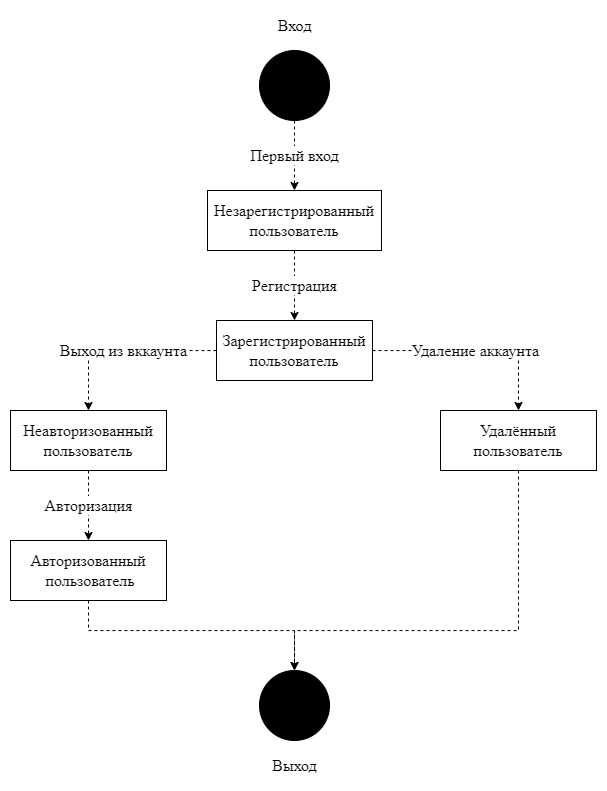 Вход
Первый вход
Незарегистрированный
пользователь
Регистрация
Зарегистрированный
пользователь
Выход из вккаунта
Удаление аккаунта
Неавторизованный
пользователь
Удалённый
пользователь
Авторизация
Авторизованный
пользователь
Выход